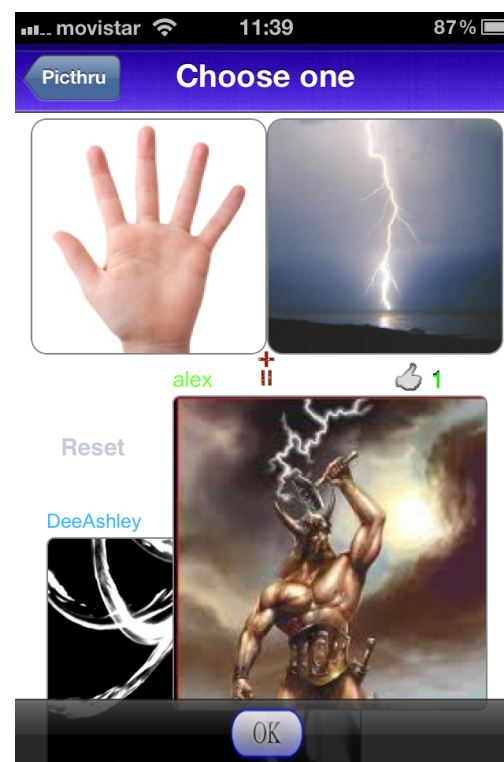 movistar 11:39 87%
Picthru Choose one
+
=
alex 1
Reset
DeeAshley
OK